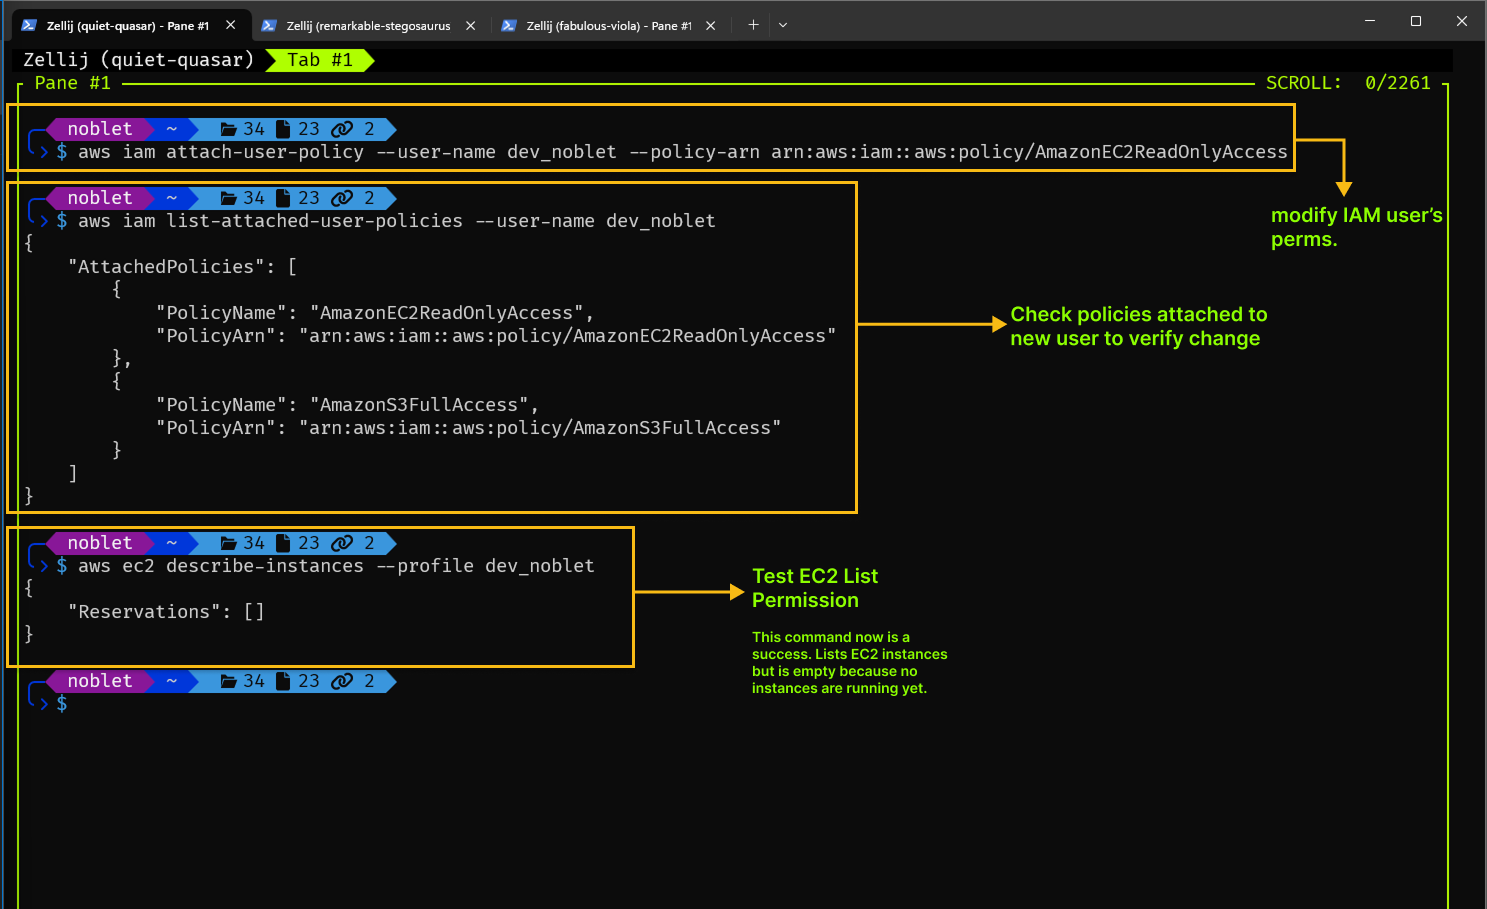 Zellij (quiet-quasar) - Pane #1
Zellij (remarkable-stegosaurus
Zellij (fabulous-viola) - Pane #1
Zellij (quiet-quasar) Tab #1
Pane #1 SCROLL: 0/2261
noblet ~ 34 23 2
$ aws iam attach-user-policy --user-name dev_noblet --policy-arn arn:aws:iam::aws:policy/AmazonEC2ReadOnlyAccess
modify IAM user’s
perms.
noblet ~ 34 23 2
$ aws iam list-attached-user-policies --user-name dev_noblet
{
    "AttachedPolicies": [
        {
            "PolicyName": "AmazonEC2ReadOnlyAccess",
            "PolicyArn": "arn:aws:iam::aws:policy/AmazonEC2ReadOnlyAccess"
        },
        {
            "PolicyName": "AmazonS3FullAccess",
            "PolicyArn": "arn:aws:iam::aws:policy/AmazonS3FullAccess"
        }
    ]
}
Check policies attached to
new user to verify change
noblet ~ 34 23 2
$ aws ec2 describe-instances --profile dev_noblet
{
    "Reservations": []
}
Test EC2 List
Permission
This command now is a
success. Lists EC2 instances
but is empty because no
instances are running yet.
noblet ~ 34 23 2
$